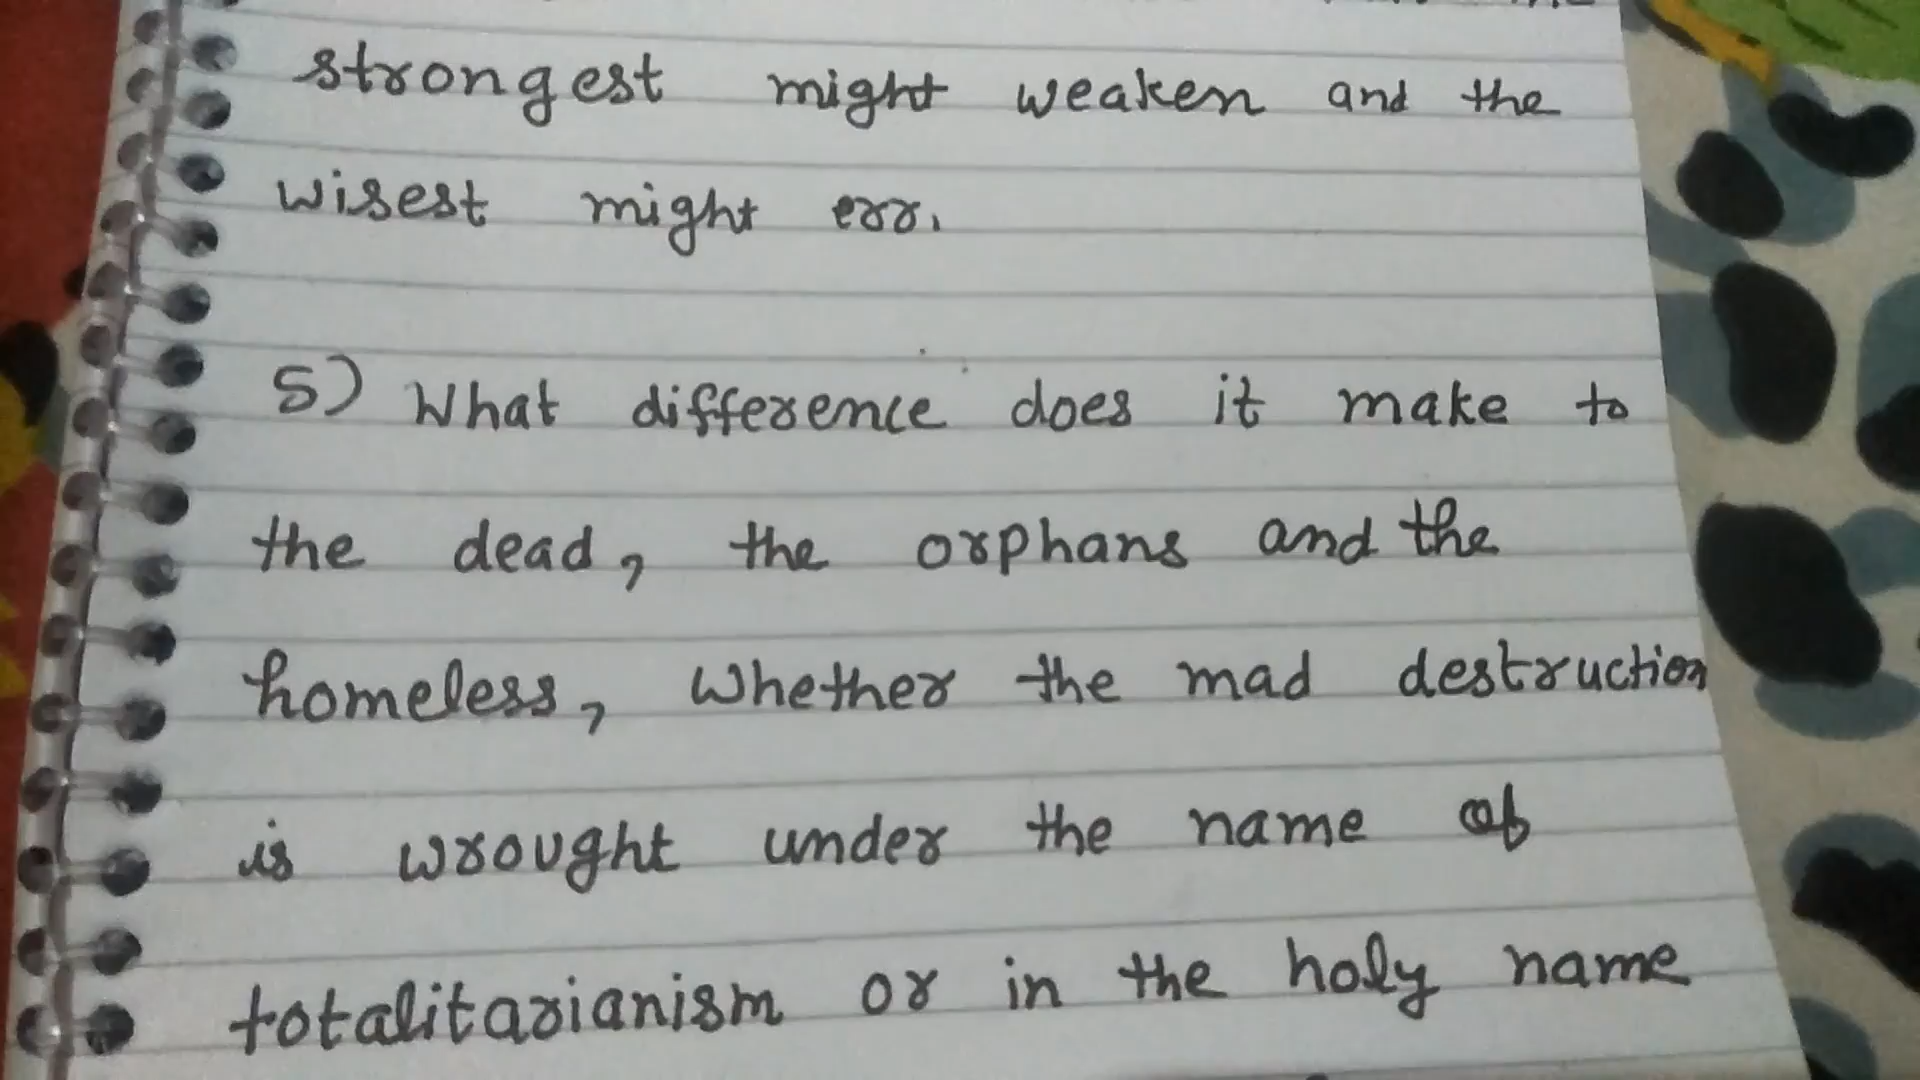 strongest might weaken and the
wisest might err.
5) What difference does it make to
the dead, the orphans and the
homeless, whether the mad destruction
is wrought under the name of
totalitarianism or in the holy name